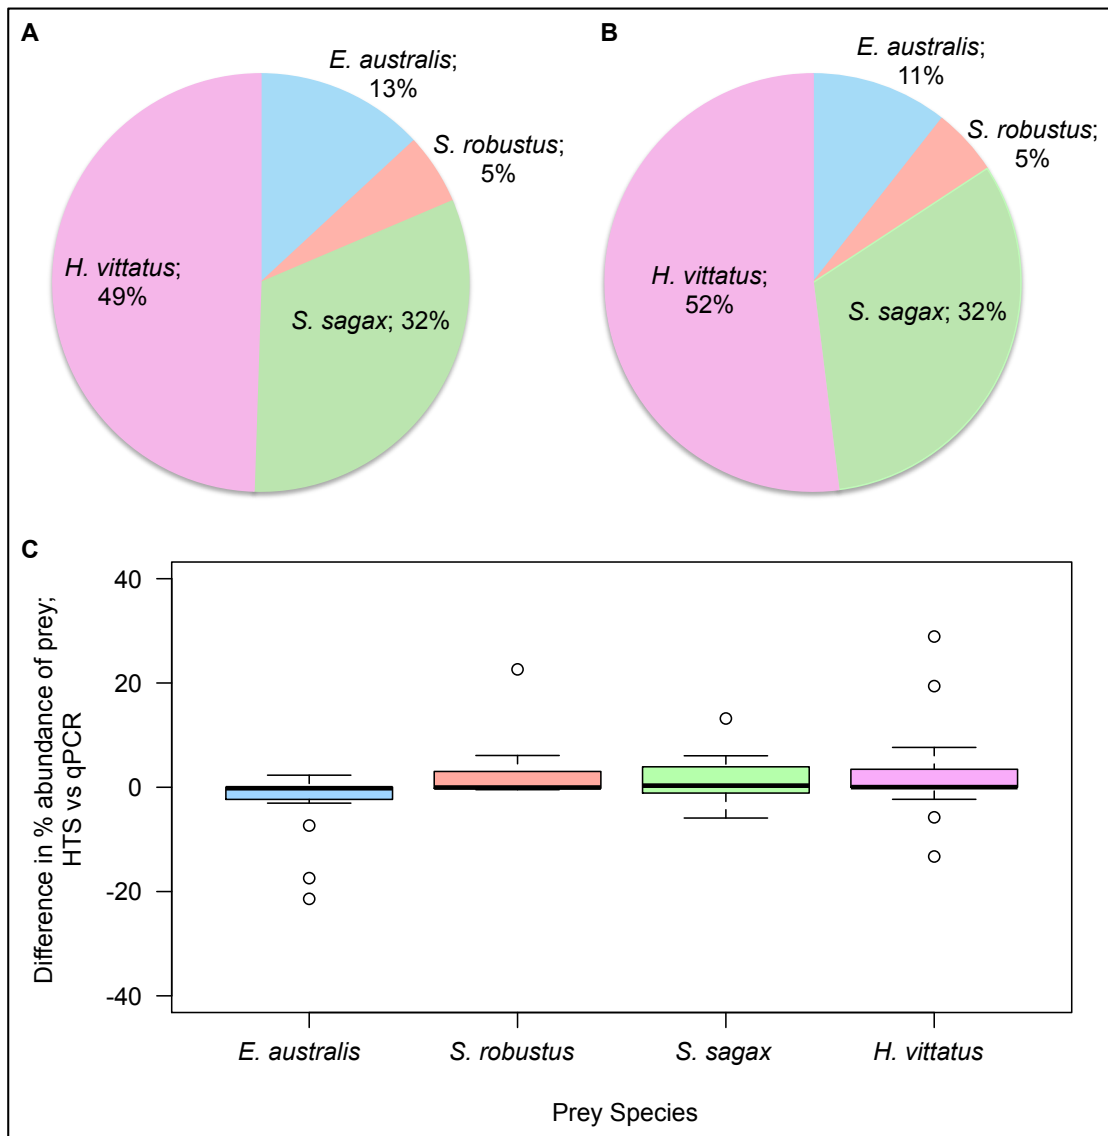 A
E. australis;
13%
S. robustus;
5%
H. vittatus;
49%
S. sagax; 32%
B
E. australis;
11%
S. robustus;
5%
H. vittatus;
52%
S. sagax; 32%
C
Difference in % abundance of prey;
HTS vs qPCR
40
20
0
-20
-40
E. australis
S. robustus
S. sagax
H. vittatus
Prey Species